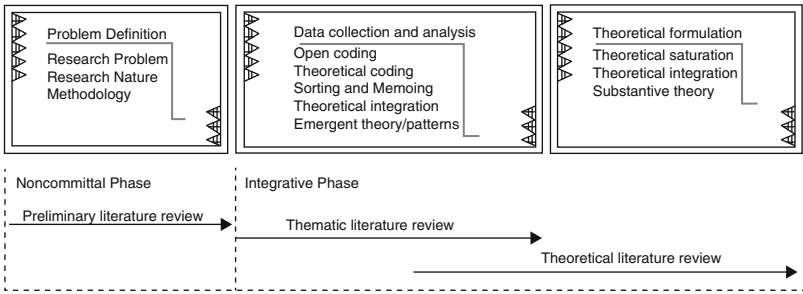 Problem Definition
Research Problem
Research Nature
Methodology
Data collection and analysis
Open coding
Theoretical coding
Sorting and Memoing
Theoretical integration
Emergent theory/patterns
Theoretical formulation
Theoretical saturation
Theoretical integration
Substantive theory
Noncommittal Phase
Integrative Phase
Preliminary literature review
Thematic literature review
Theoretical literature review